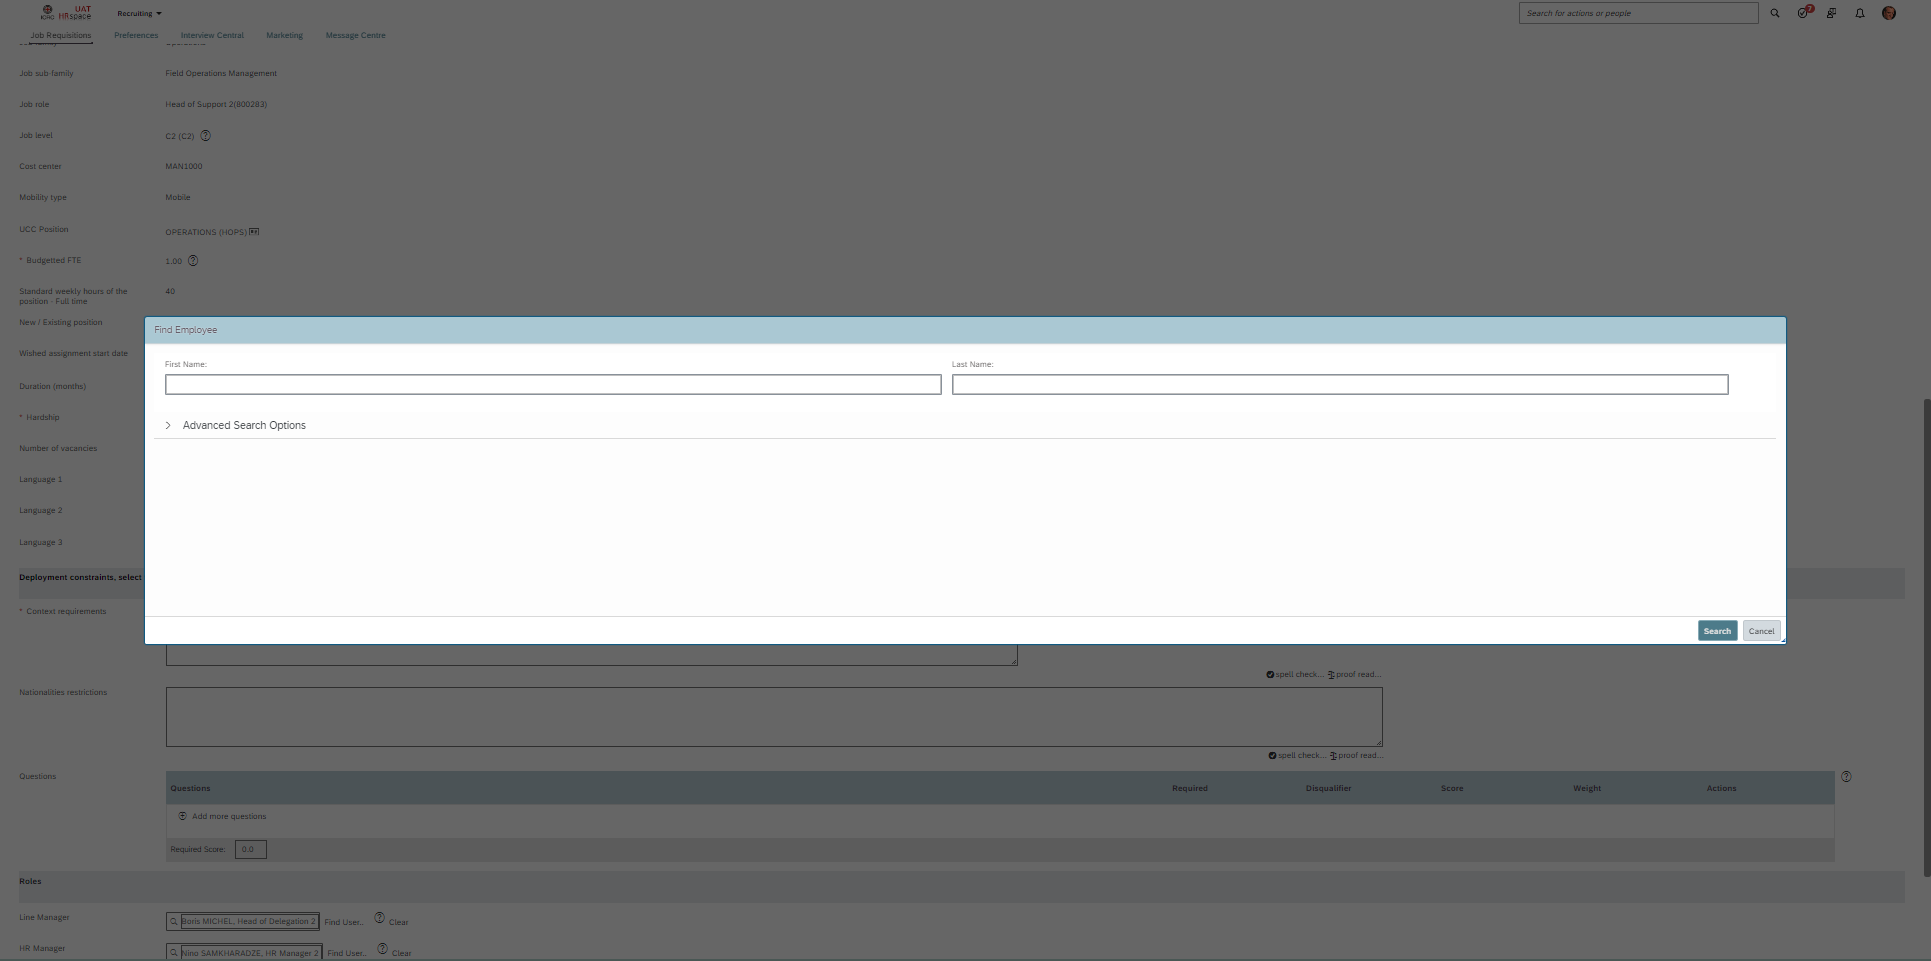 ICRC UAT HRspace
Recruiting
Search for actions or people
7
Job Requisitions Preferences Interview Central Marketing Message Centre
Job sub-family Field Operations Management
Job role Head of Support 2(800283)
Job level C2 (C2)
Cost center MAN1000
Mobility type Mobile
UCC Position OPERATIONS (HOPS)
* Budgetted FTE 1.00
Standard weekly hours of the
position - Full time
40
New / Existing position
Find Employee
Wished assignment start date
First Name: Last Name:
Duration (months)
* Hardship
Advanced Search Options
Number of vacancies
Language 1
Language 2
Language 3
Deployment constraints, select
* Context requirements
Search Cancel
spell check... proof read...
Nationalities restrictions
spell check... proof read...
Questions
Questions Required Disqualifier Score Weight Actions
Add more questions
Required Score: 0.0
Roles
Line Manager Boris MICHEL, Head of Delegation 2 Find User.. Clear
HR Manager Nino SAMKHARADZE, HR Manager 2 Find User.. Clear